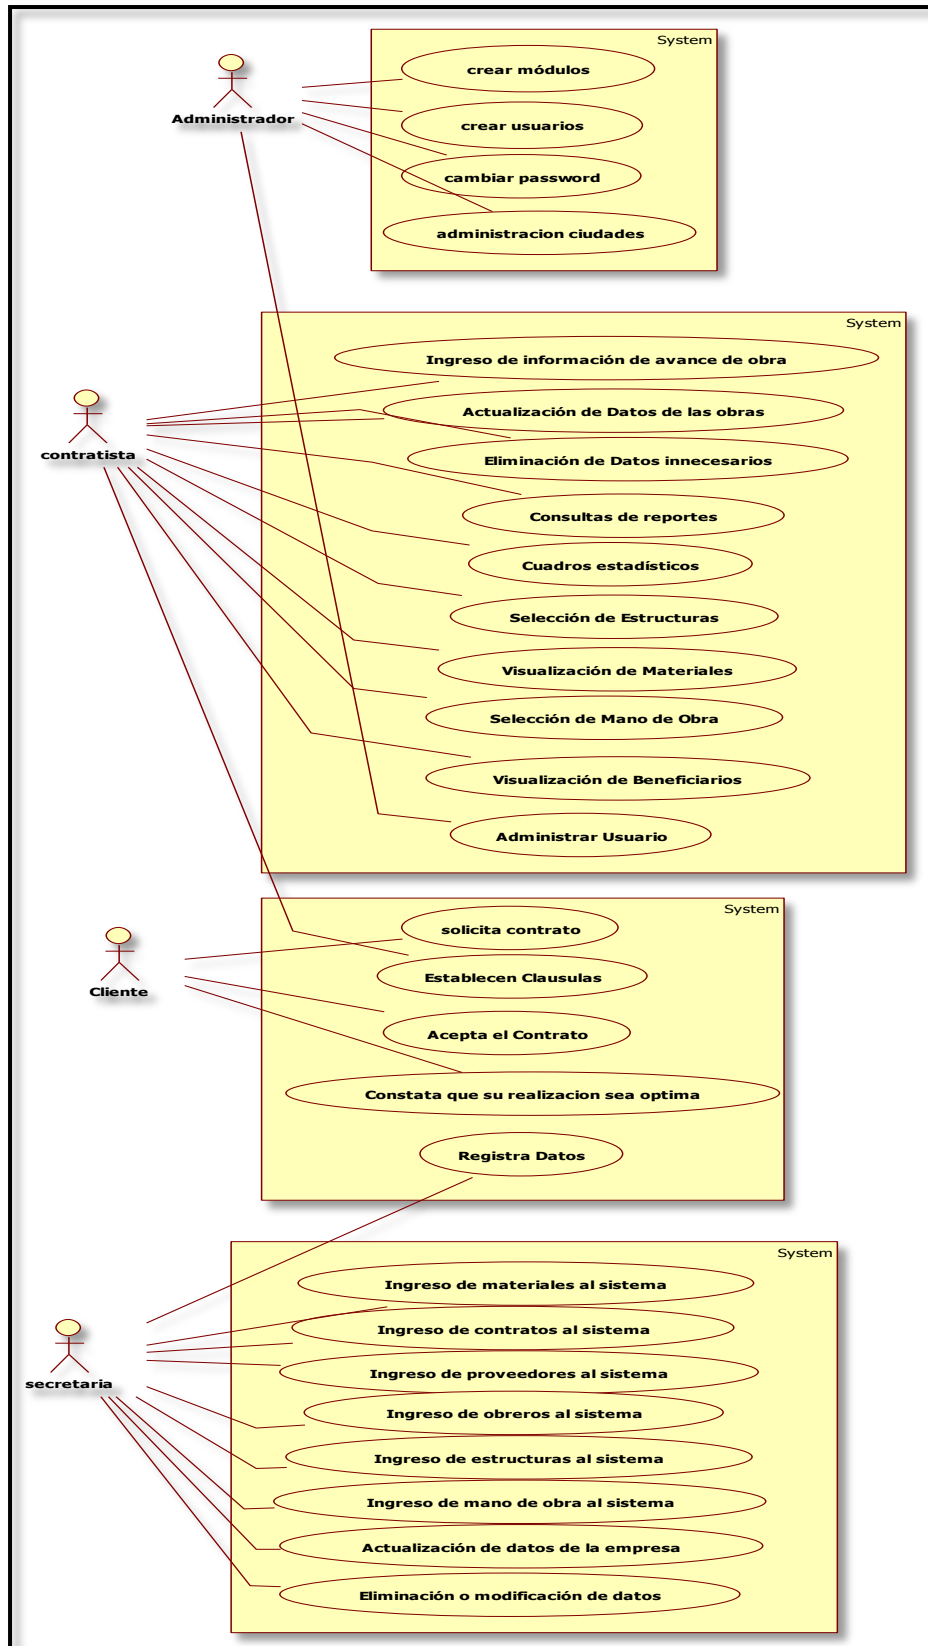 System
crear módulos
Administrador
crear usuarios
cambiar password
administracion ciudades
System
Ingreso de información de avance de obra
Actualización de Datos de las obras
contratista
Eliminación de Datos innecesarios
Consultas de reportes
Cuadros estadísticos
Selección de Estructuras
Visualización de Materiales
Selección de Mano de Obra
Visualización de Beneficiarios
Administrar Usuario
System
solicita contrato
Establecen Clausulas
Cliente
Acepta el Contrato
Constata que su realizacion sea optima
Registra Datos
System
Ingreso de materiales al sistema
Ingreso de contratos al sistema
Ingreso de proveedores al sistema
secretaria
Ingreso de obreros al sistema
Ingreso de estructuras al sistema
Ingreso de mano de obra al sistema
Actualización de datos de la empresa
Eliminación o modificación de datos